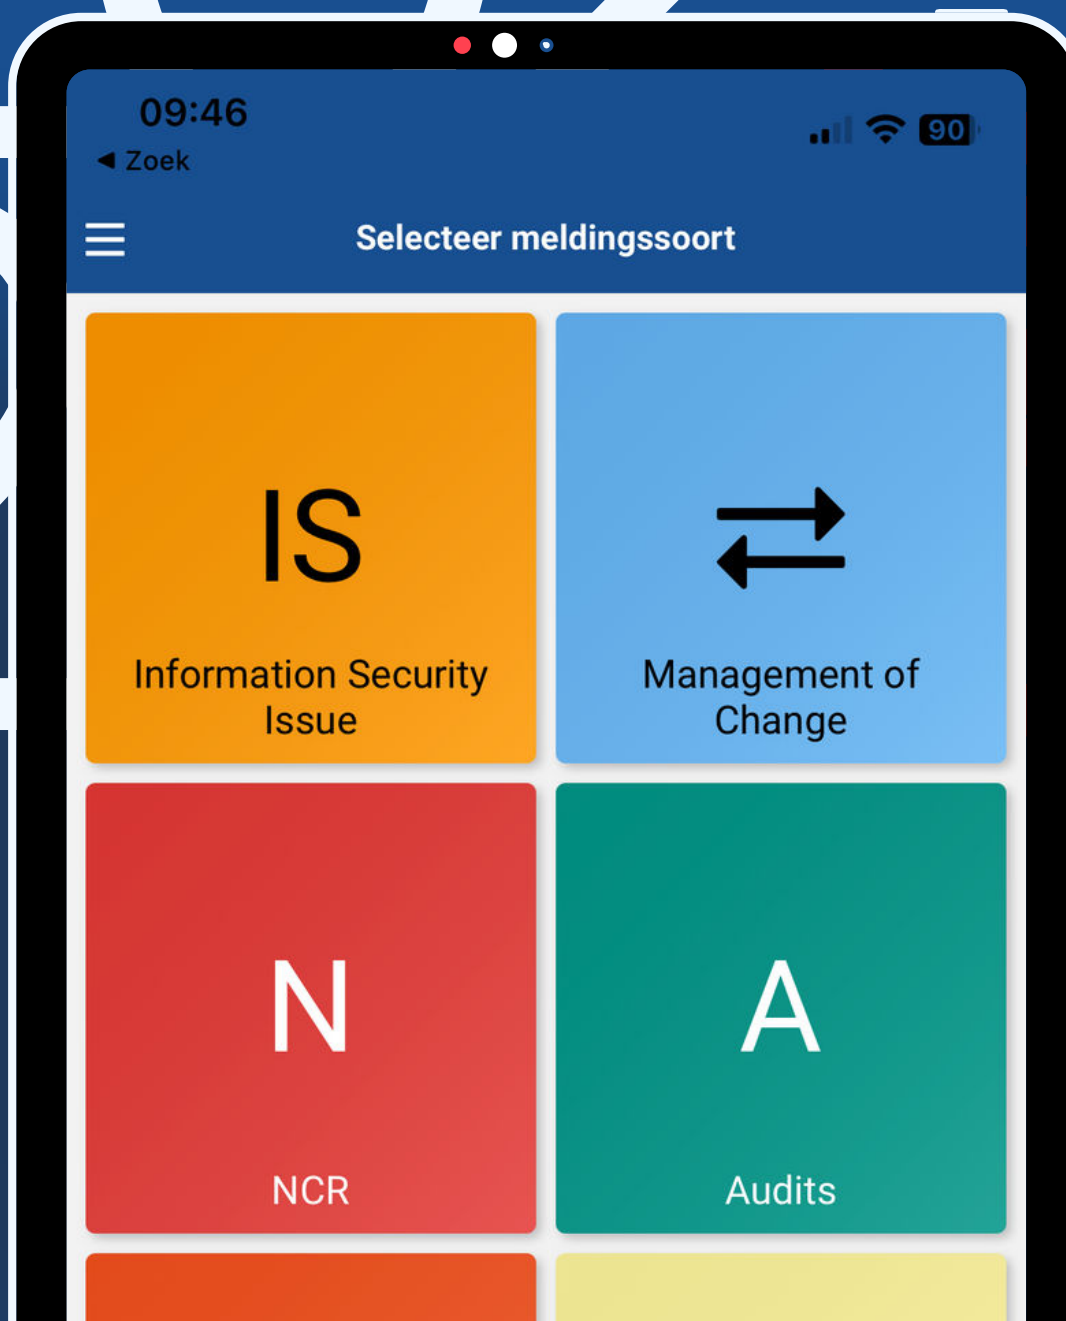 09:46
90
◀ Zoek
Selecteer meldingssoort
IS
Information Security
Issue
Management of
Change
N
NCR
A
Audits